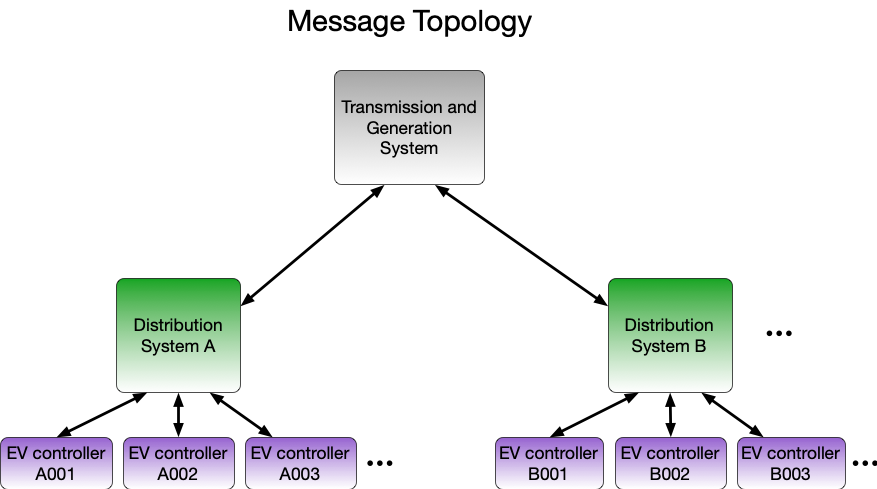 Message Topology
Transmission and
Generation
System
Distribution
System A
Distribution
System B
...
EV controller
A001
EV controller
A002
EV controller
A003
...
EV controller
B001
EV controller
B002
EV controller
B003
...